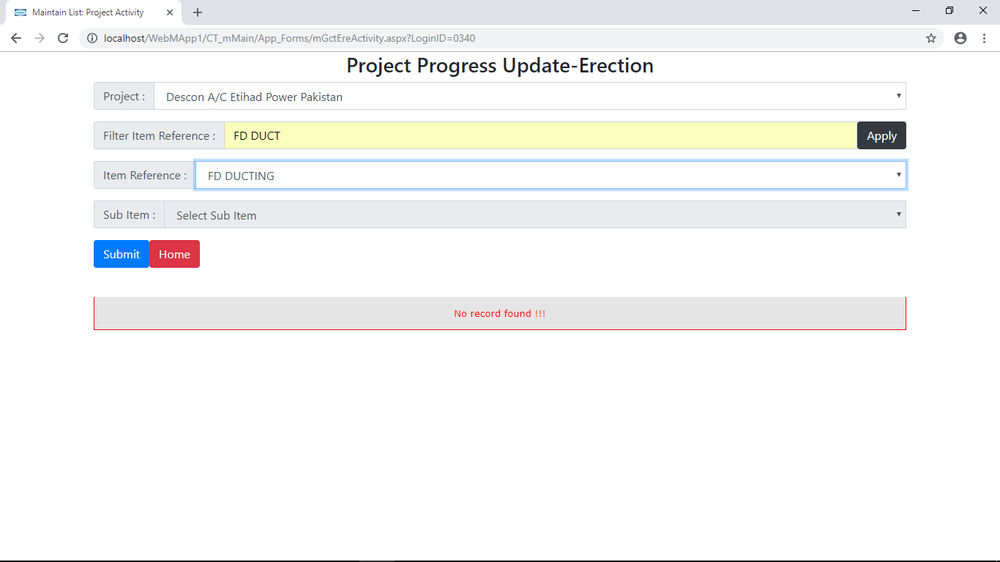 Maintain List: Project Activity
localhost/WebMApp1/CT_mMain/App_Forms/mGctEreActivity.aspx?LoginID=0340
Project Progress Update-Erection
Project : Descon A/C Etihad Power Pakistan
Filter Item Reference : FD DUCT Apply
Item Reference : FD DUCTING
Sub Item : Select Sub Item
Submit Home
No record found !!!